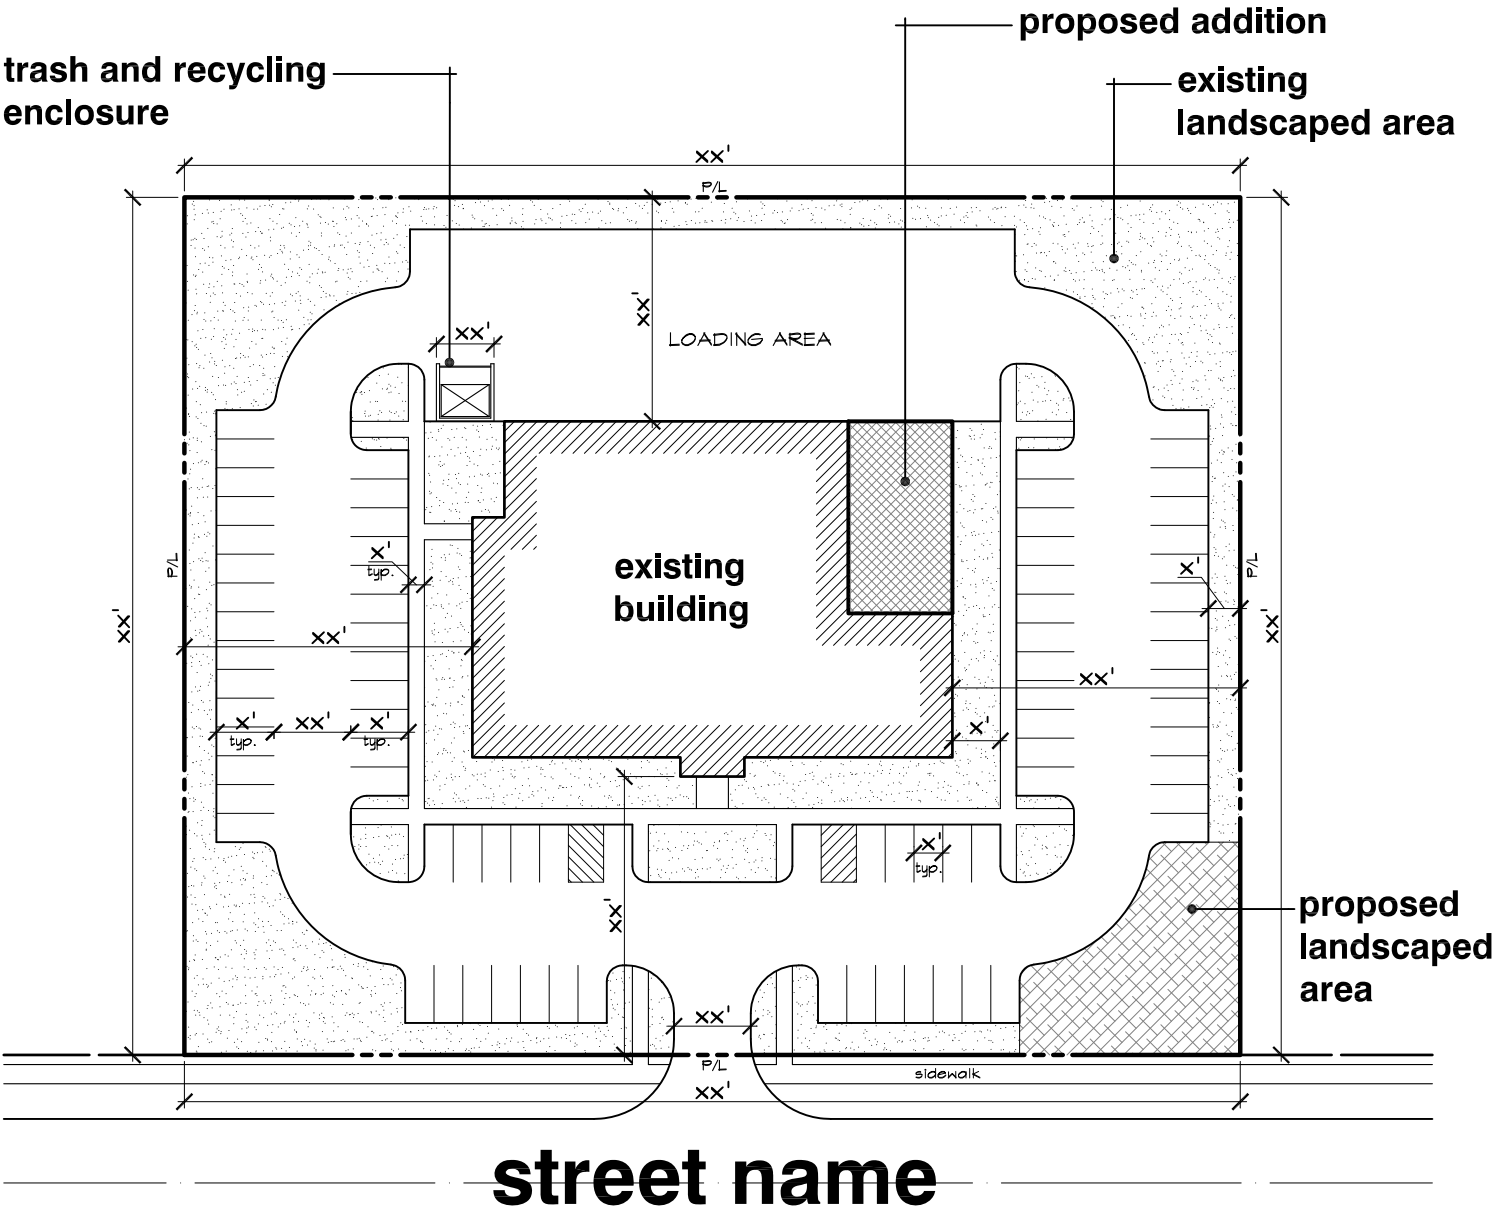 proposed addition
trash and recycling
enclosure
existing
landscaped area
xx'
P/L
xx'
xx'
LOADING AREA
existing
building
x'
typ.
x'
P/L
P/L
xx'
xx'
xx'
xx'
x'
typ.
xx'
x'
typ.
x'
x'
typ.
xx'
proposed
landscaped
area
xx'
P/L
sidewalk
xx'
street name